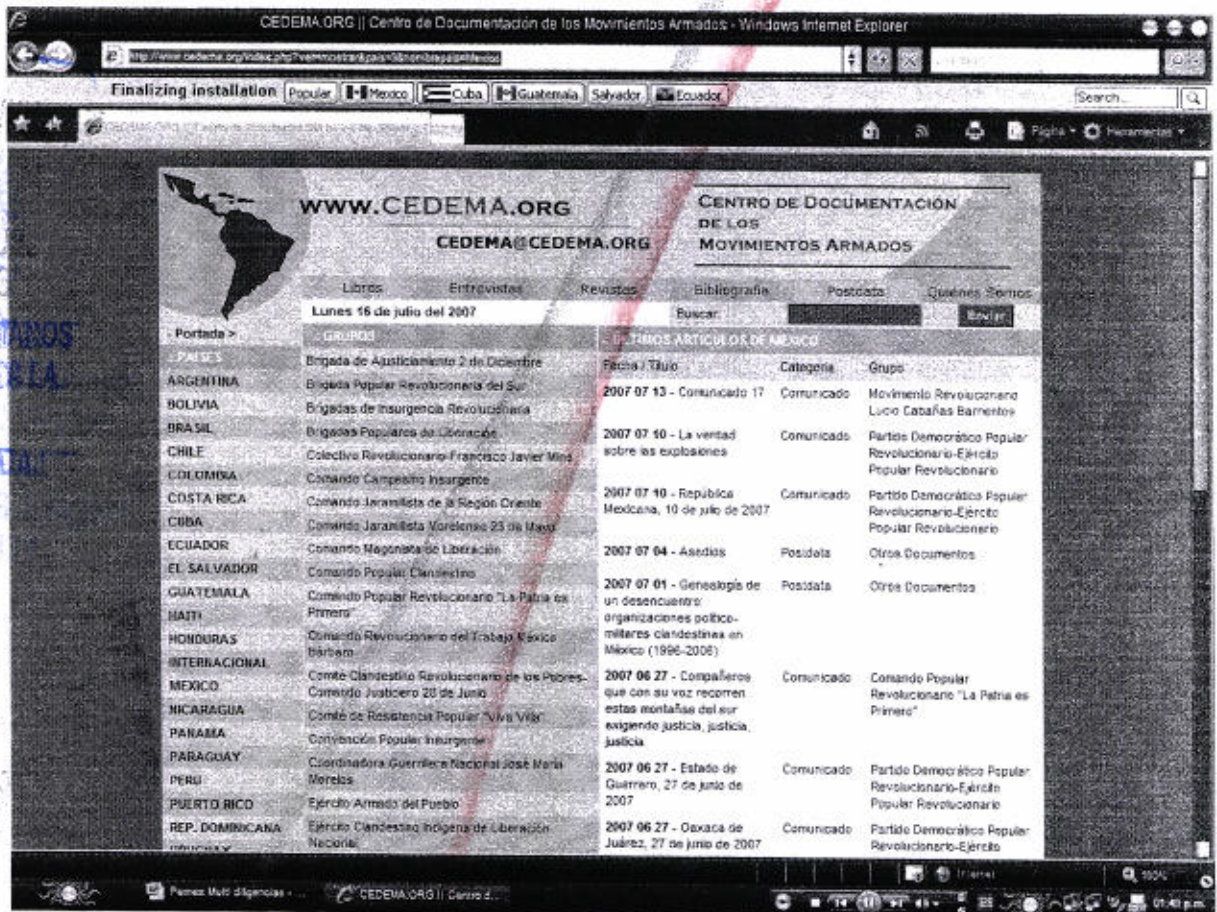 CEDEMA.ORG || Centro de Documentación de los Movimientos Armados - Windows Internet Explorer
Finalizing installation Popular Mexico Cuba Guatemala Salvador Ecuador Search...
Página Herramientas
WWW.CEDEMA.ORG
CEDEMA@CEDEMA.ORG
CENTRO DE DOCUMENTACIÓN
DE LOS
MOVIMIENTOS ARMADOS
Libros Entrevistas Revistas Bibliografia Postdata Quiénes Somos
Lunes 16 de julio del 2007 Buscar: Enviar
Portada >
.: PAISES
ARGENTINA
BOLIVIA
BRASIL
CHILE
COLOMBIA
COSTA RICA
CUBA
ECUADOR
EL SALVADOR
GUATEMALA
HAITI
HONDURAS
INTERNACIONAL
MEXICO
NICARAGUA
PANAMA
PARAGUAY
PERU
PUERTO RICO
REP. DOMINICANA
URUGUAY
.: GRUPOS
Brigada de Ajusticiamiento 2 de Diciembre
Brigada Popular Revolucionaria del Sur
Brigadas de Insurgencia Revolucionaria
Brigadas Populares de Liberación
Colectivo Revolucionario Francisco Javier Mina
Comando Campesino Insurgente
Comando Jaramillista de la Región Oriente
Comando Jaramillista Morelense 23 de Mayo
Comando Magonista de Liberación
Comando Popular Clandestino
Comando Popular Revolucionario "La Patria es
Primero"
Comando Revolucionario del Trabajo México
Bárbaro
Comité Clandestino Revolucionario de los Pobres-
Comando Justiciero 28 de Junio
Comité de Resistencia Popular "Viva Villa"
Convención Popular Insurgente
Coordinadora Guerrillera Nacional José María
Morelos
Ejército Armado del Pueblo
Ejército Clandestino Indígena de Liberación
Nacional
.: ÚLTIMOS ARTICULOS DE MEXICO
Fecha / Título Categoria Grupo
2007 07 13 - Comunicado 17 Comunicado Movimiento Revolucionario
Lucio Cabañas Barrientos
2007 07 10 - La verdad Comunicado Partido Democrático Popular
sobre las explosiones Revolucionario-Ejército
Popular Revolucionario
2007 07 10 - República Comunicado Partido Democrático Popular
Mexicana, 10 de julio de 2007 Revolucionario-Ejército
Popular Revolucionario
2007 07 04 - Asedios Postdata Otros Documentos
2007 07 01 - Genealogía de Postdata Otros Documentos
un desencuentro:
organizaciones político-
militares clandestinas en
México (1996-2006)
2007 06 27 - Compañeros Comunicado Comando Popular
que con su voz recorren Revolucionario "La Patria es
estas montañas del sur Primero"
exigiendo justicia, justicia,
justicia
2007 06 27 - Estado de Comunicado Partido Democrático Popular
Guerrero, 27 de junio de Revolucionario-Ejército
2007 Popular Revolucionario
2007 06 27 - Oaxaca de Comunicado Partido Democrático Popular
Juárez, 27 de junio de 2007 Revolucionario-Ejército
Internet 100%
Pemex Multi diligencias - ... CEDEMA.ORG || Centro d... ES 01:40 p.m.